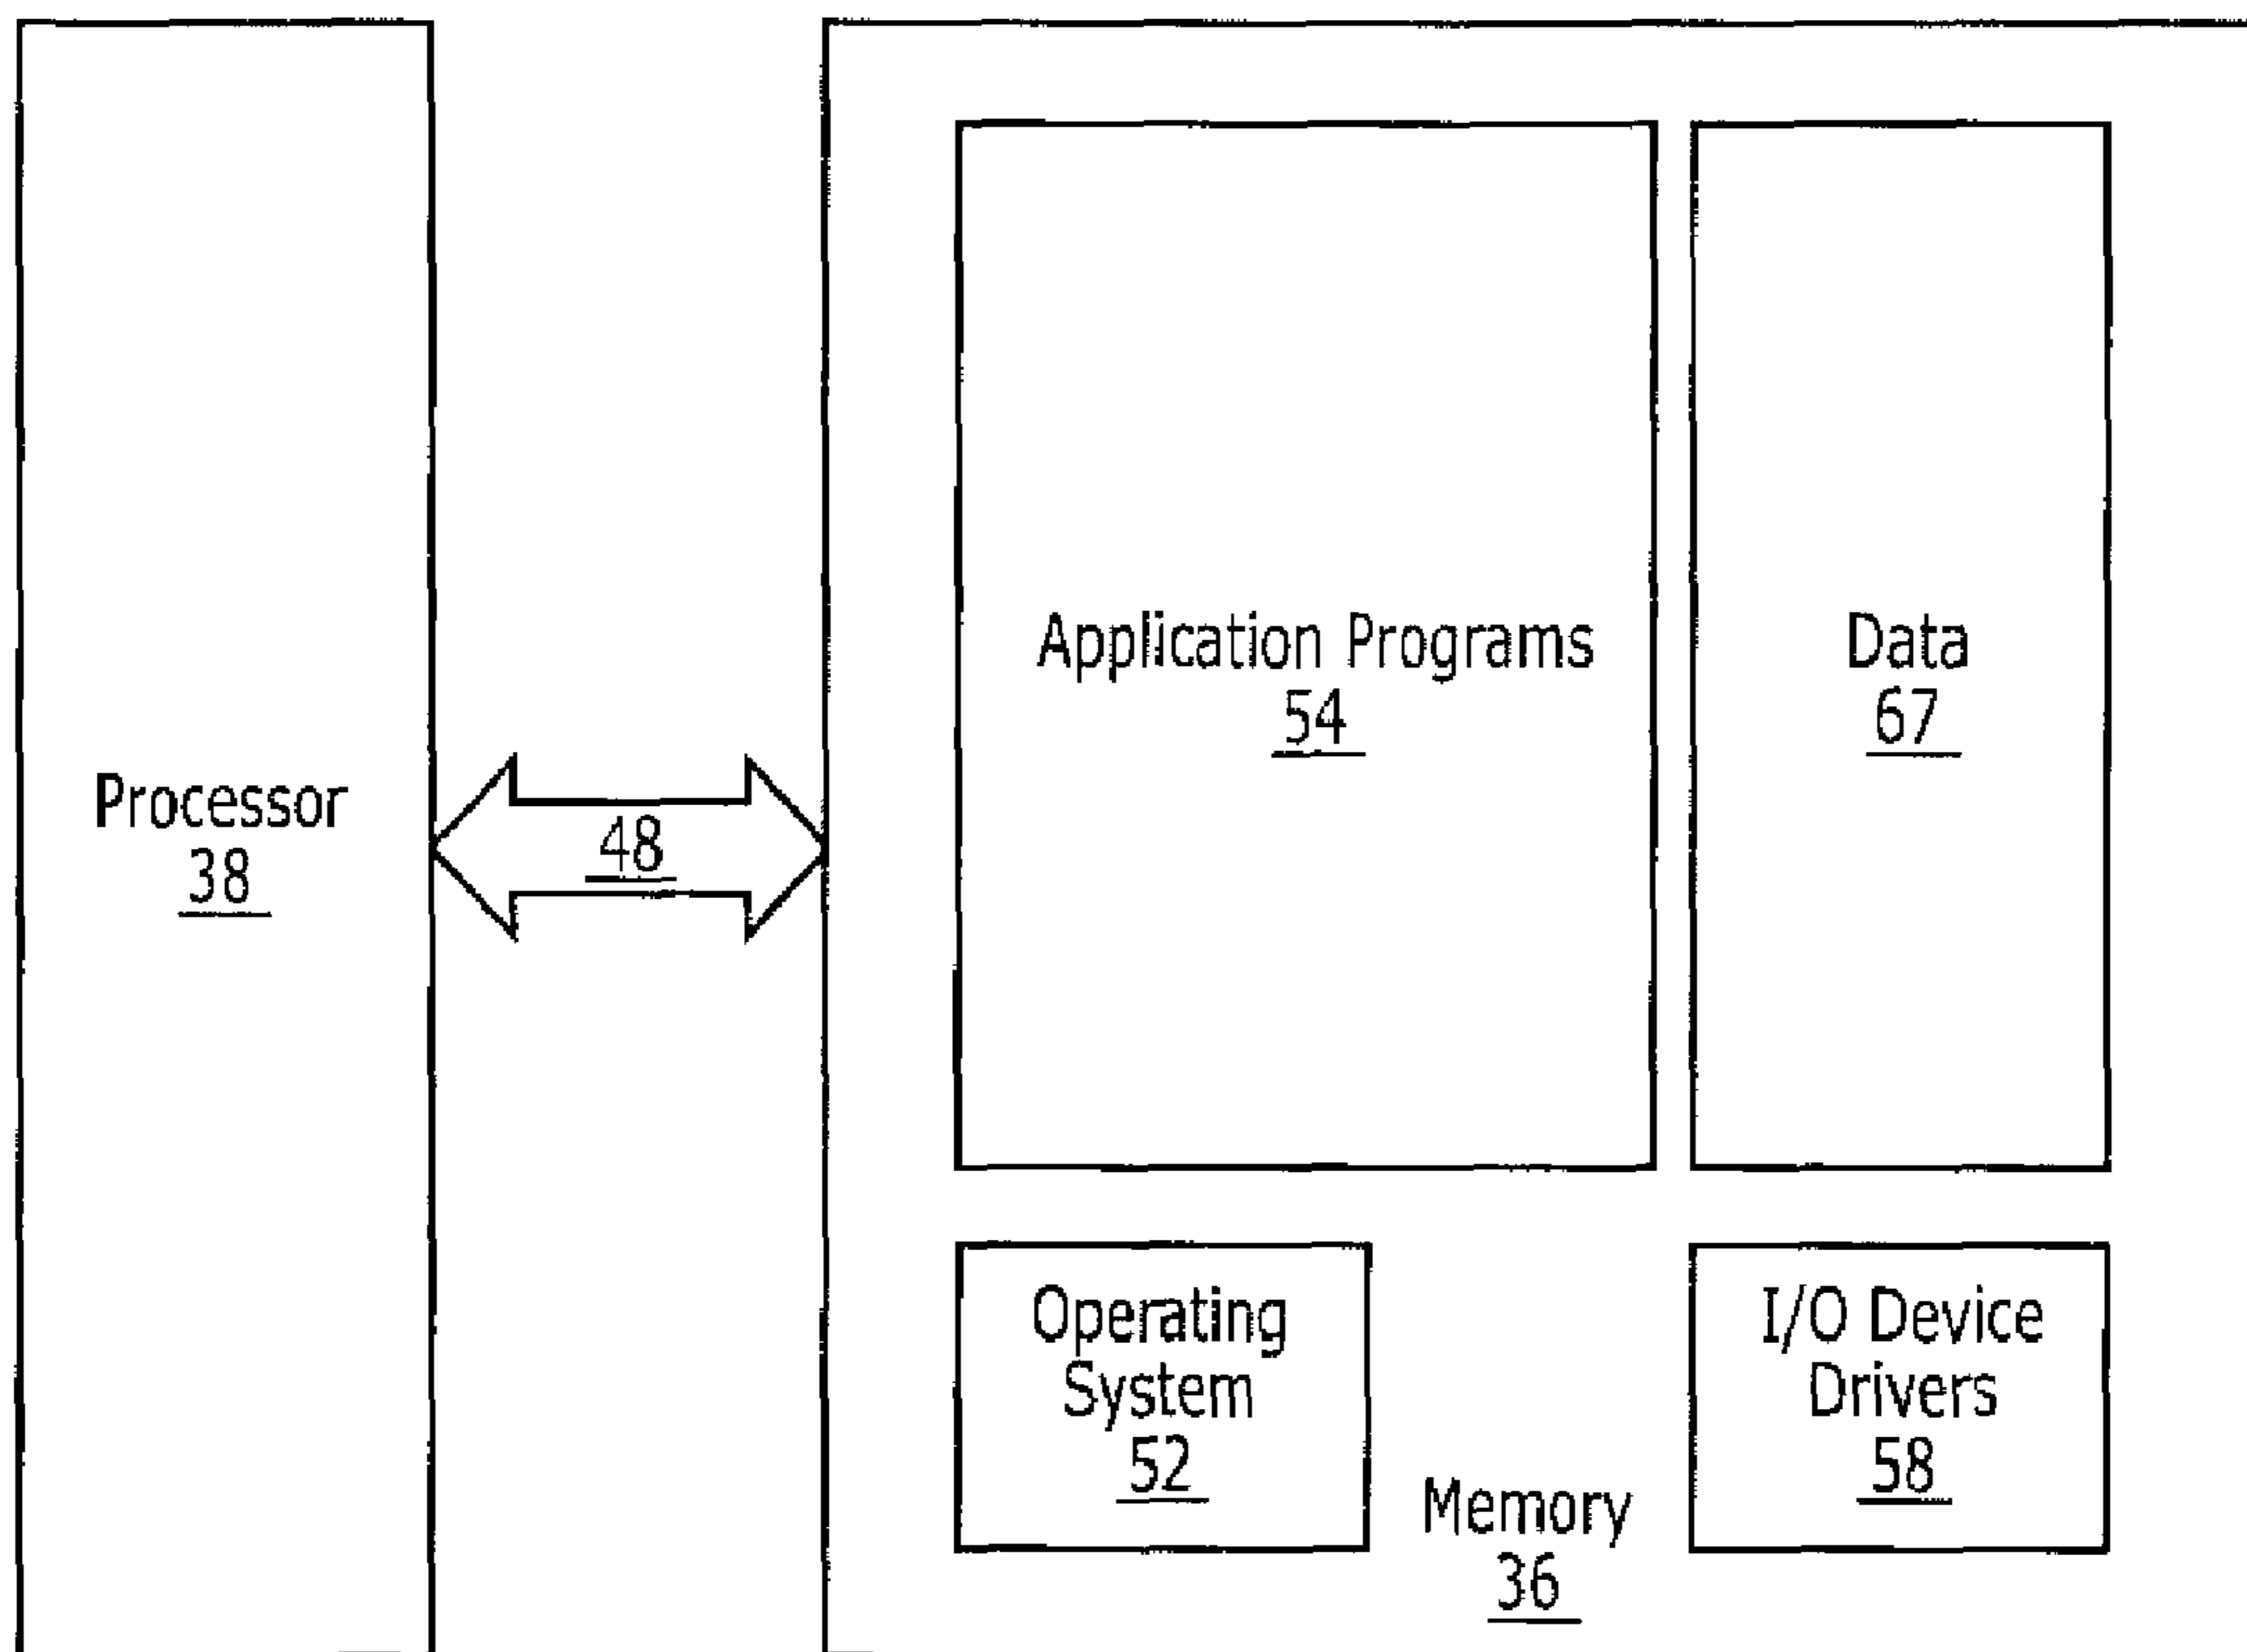 Application Programs
54
Data
67
Processor
38
48
Operating
System
52
I/O Device
Drivers
58
Memory
36